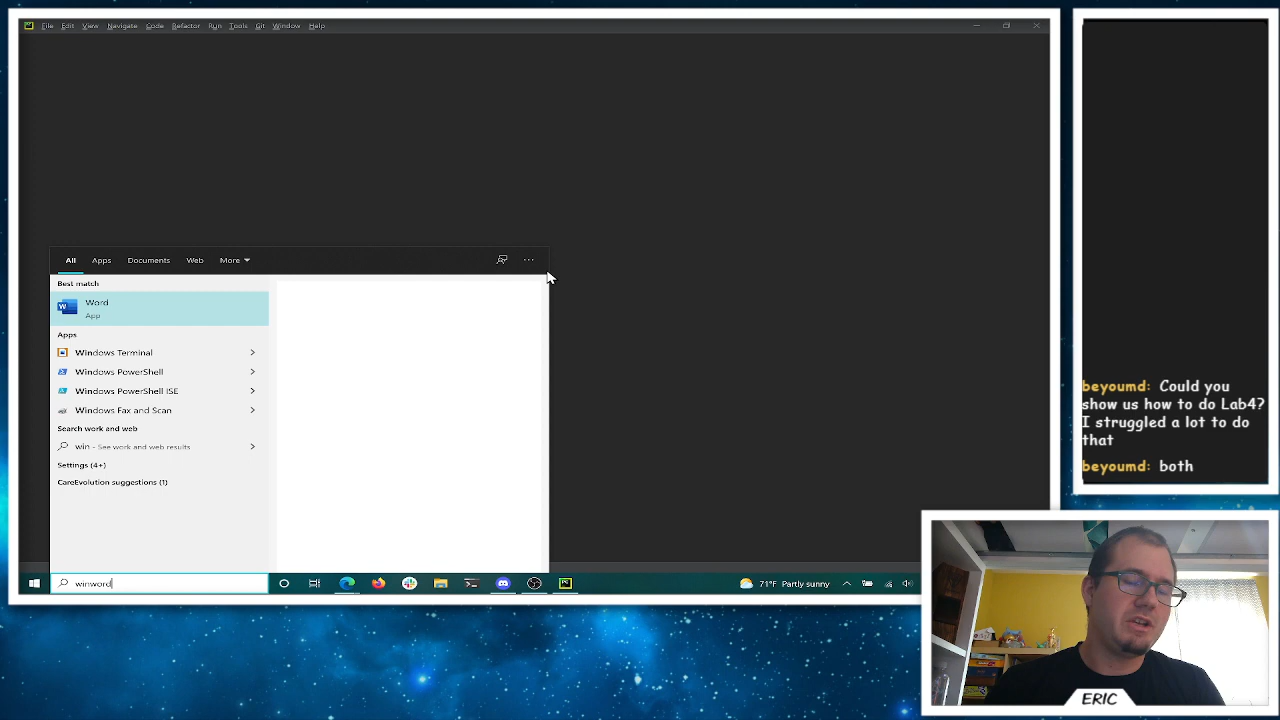 File Edit View Navigate Code Refactor Run Tools Git Window Help
All Apps Documents Web More
Best match
Word
App
Apps
Windows Terminal
Windows PowerShell
Windows PowerShell ISE
Windows Fax and Scan
Search work and web
win - See work and web results
Settings (4+)
CareEvolution suggestions (1)
winword
71°F Partly sunny
beyoumd: Could you
show us how to do Lab4?
I struggled a lot to do
that
beyoumd: both
ERIC